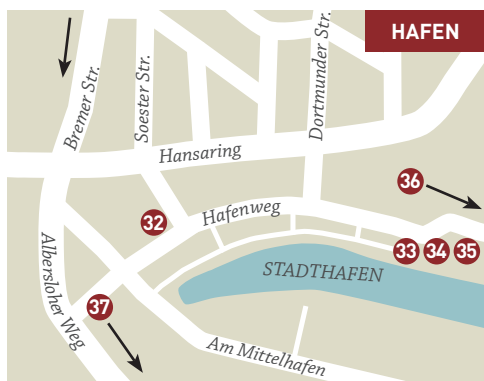 HAFEN
Bremer Str.
Soester Str.
Dortmunder Str.
Hansaring
36
32
Hafenweg
33 34 35
Albersloher Weg
STADTHAFEN
37
Am Mittelhafen